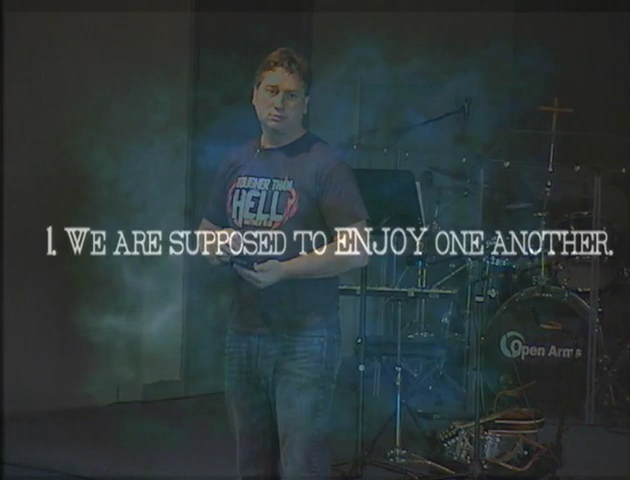 TOUGHER THAN
HELL
1. WE ARE SUPPOSED TO ENJOY ONE ANOTHER.
Open Arms